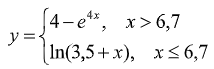 y = { 4 − e^{4x}, x > 6,7
ln(3,5 + x), x ≤ 6,7